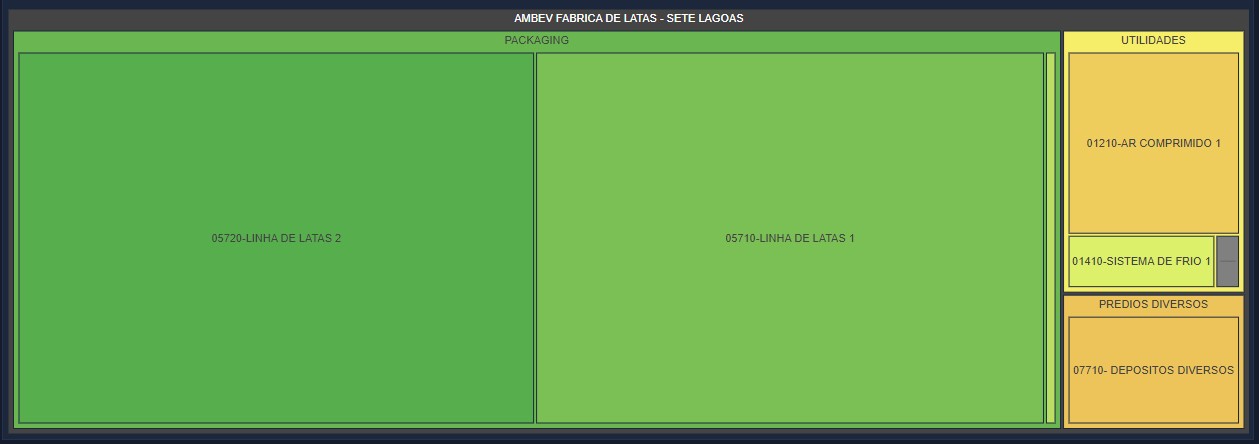 AMBEV FABRICA DE LATAS - SETE LAGOAS
PACKAGING
05720-LINHA DE LATAS 2
05710-LINHA DE LATAS 1
UTILIDADES
01210-AR COMPRIMIDO 1
01410-SISTEMA DE FRIO 1
PREDIOS DIVERSOS
07710- DEPOSITOS DIVERSOS